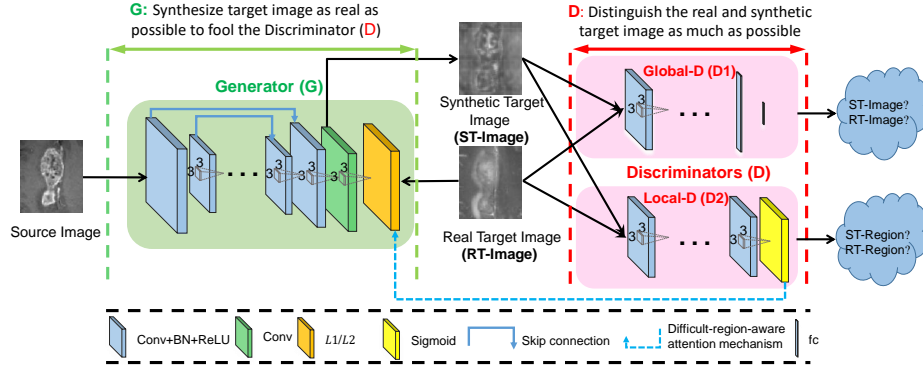 G: Synthesize target image as real as
possible to fool the Discriminator (D)
D: Distinguish the real and synthetic
target image as much as possible
Generator (G)
3
3
3
3
3
3
3
3
Source Image
Synthetic Target
Image
(ST-Image)
Real Target Image
(RT-Image)
Global-D (D1)
3
3
Discriminators (D)
Local-D (D2)
3
3
3
3
ST-Image?
RT-Image?
ST-Region?
RT-Region?
Conv+BN+ReLU
Conv
L1/L2
Sigmoid
Skip connection
Difficult-region-aware
attention mechanism
fc